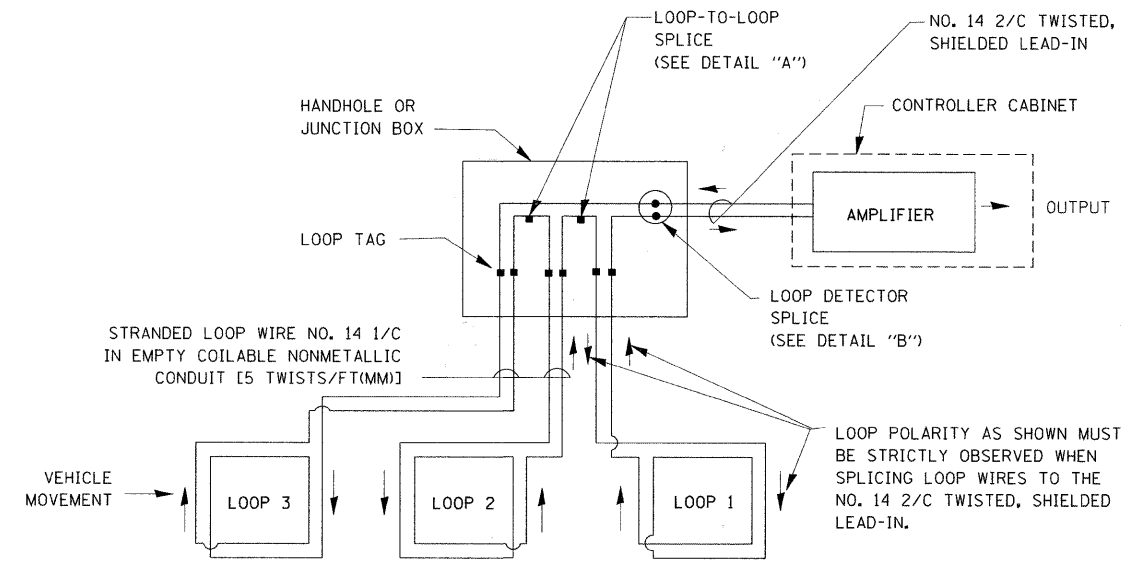 LOOP-TO-LOOP
SPLICE
(SEE DETAIL "A")
NO. 14 2/C TWISTED,
SHIELDED LEAD-IN
HANDHOLE OR
JUNCTION BOX
CONTROLLER CABINET
AMPLIFIER
OUTPUT
LOOP TAG
LOOP DETECTOR
SPLICE
(SEE DETAIL "B")
STRANDED LOOP WIRE NO. 14 1/C
IN EMPTY COILABLE NONMETALLIC
CONDUIT [5 TWISTS/FT(MM)]
LOOP POLARITY AS SHOWN MUST
BE STRICTLY OBSERVED WHEN
SPLICING LOOP WIRES TO THE
NO. 14 2/C TWISTED, SHIELDED
LEAD-IN.
VEHICLE
MOVEMENT
LOOP 3
LOOP 2
LOOP 1